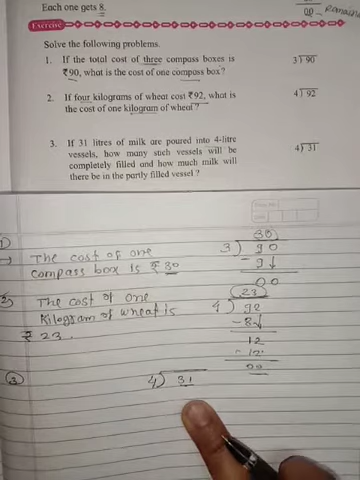 Each one gets 8.
00 – Remaind
Exercise
Solve the following problems.
1. If the total cost of three compass boxes is
₹90, what is the cost of one compass box?
3)90
2. If four kilograms of wheat cost ₹92, what is
the cost of one kilogram of wheat?
4)92
3. If 31 litres of milk are poured into 4-litre
vessels, how many such vessels will be
completely filled and how much milk will
there be in the partly filled vessel ?
4)31
1)
→ The cost of one
compass box is ₹ 30
30
3) 90
- 9↓
00
2) The cost of one
Kilogram of wheat is
₹ 23.
23
4) 92
-8↓
12
- 12
00
3) 4) 31